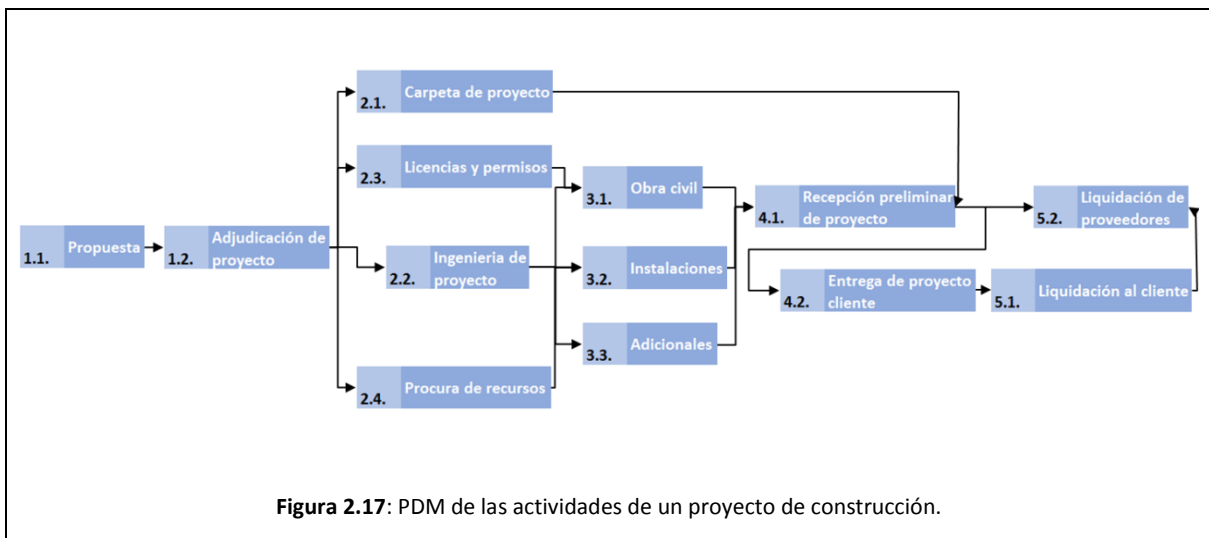 2.1. Carpeta de proyecto
2.3. Licencias y permisos
3.1. Obra civil
4.1. Recepción preliminar
de proyecto
5.2. Liquidación de
proveedores
1.1. Propuesta
1.2. Adjudicación de
proyecto
2.2. Ingenieria de
proyecto
3.2. Instalaciones
4.2. Entrega de proyecto
cliente
5.1. Liquidación al cliente
3.3. Adicionales
2.4. Procura de recursos
Figura 2.17: PDM de las actividades de un proyecto de construcción.